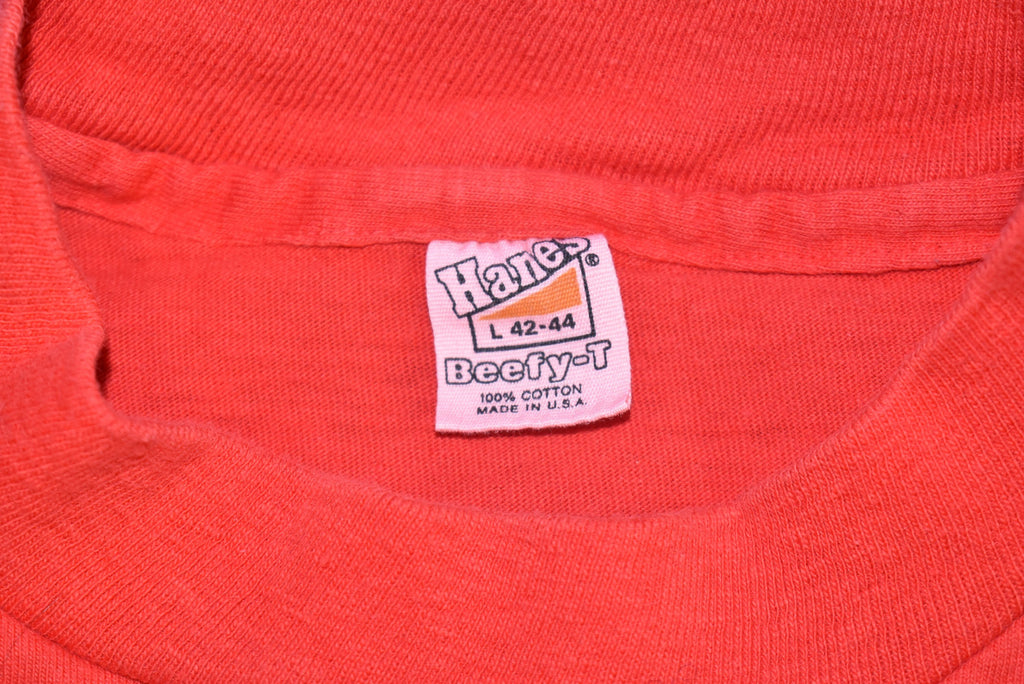 Hanes®
L 42-44
Beefy-T
100% COTTON
MADE IN U.S.A.